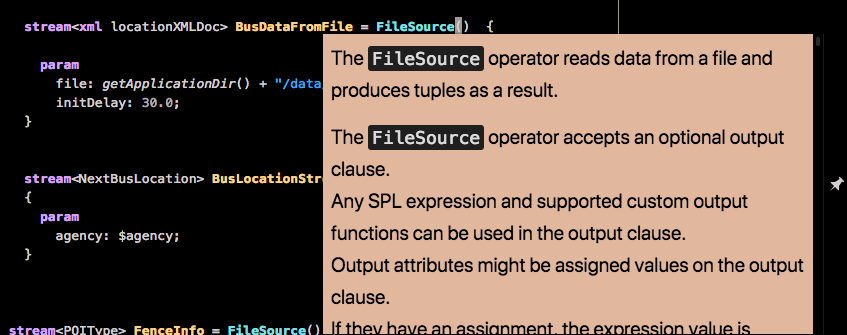 stream<xml locationXMLDoc> BusDataFromFile = FileSource() {
param
file: getApplicationDir() + "/data
initDelay: 30.0;
}
stream<NextBusLocation> BusLocationStre
{
param
agency: $agency;
}
stream<POIType> FenceInfo = FileSource()
The FileSource operator reads data from a file and
produces tuples as a result.
The FileSource operator accepts an optional output
clause.
Any SPL expression and supported custom output
functions can be used in the output clause.
Output attributes might be assigned values on the output
clause.
If they have an assignment, the expression value is